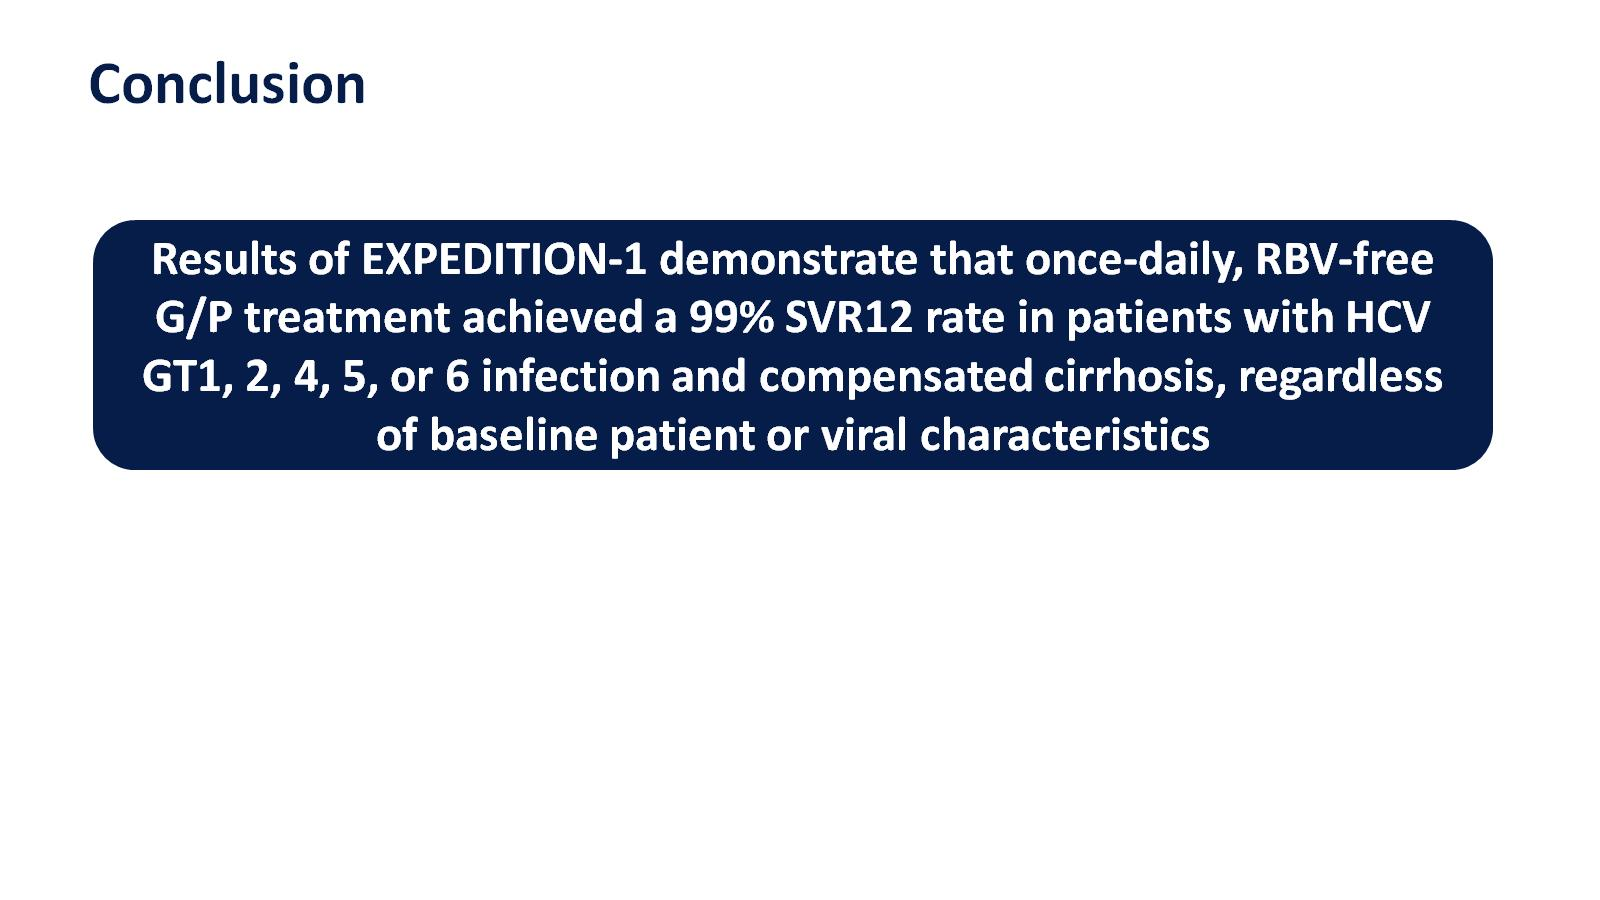 Conclusion
Results of EXPEDITION-1 demonstrate that once-daily, RBV-free
G/P treatment achieved a 99% SVR12 rate in patients with HCV
GT1, 2, 4, 5, or 6 infection and compensated cirrhosis, regardless
of baseline patient or viral characteristics